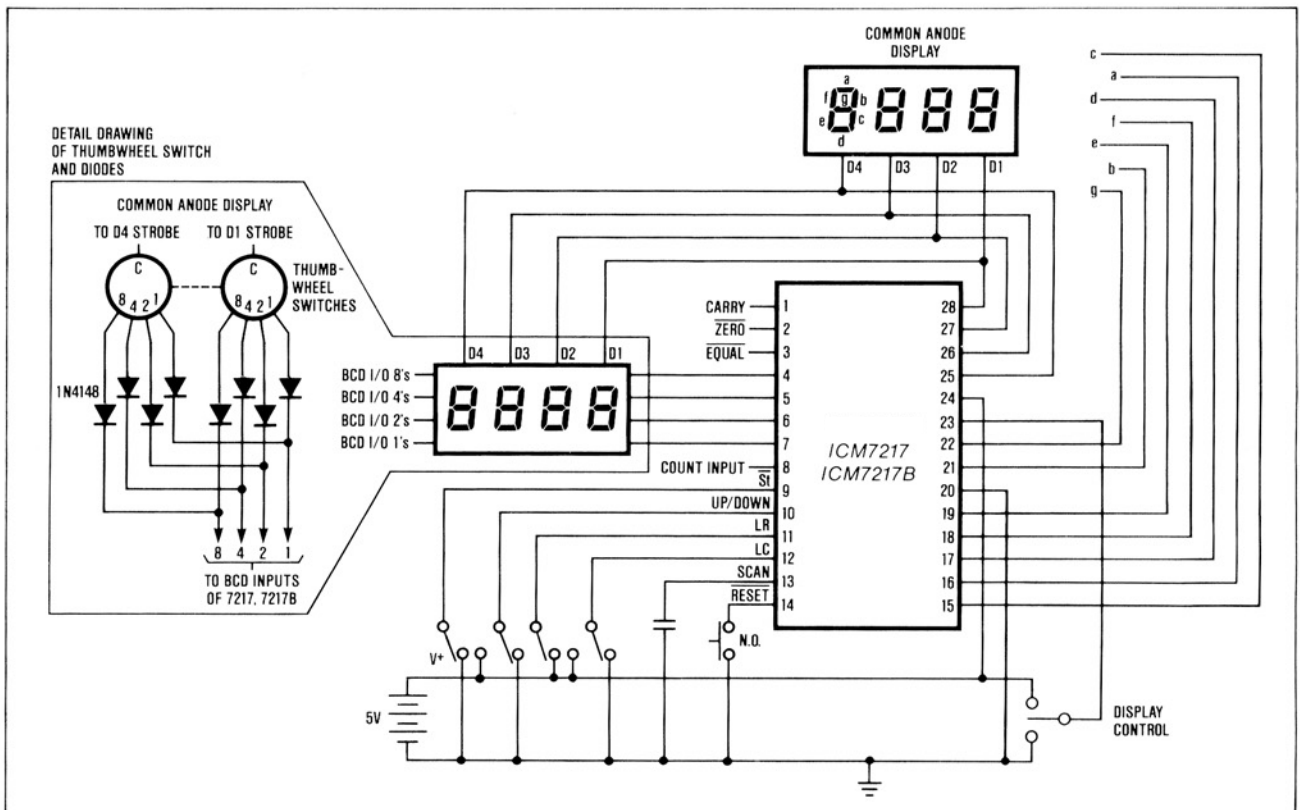 COMMON ANODE
DISPLAY
a
f g b
e c
d
D4 D3 D2 D1
c
a
d
f
e
b
g
DETAIL DRAWING
OF THUMBWHEEL SWITCH
AND DIODES
COMMON ANODE DISPLAY
TO D4 STROBE TO D1 STROBE
C C
8 4 2 1 8 4 2 1
THUMB-
WHEEL
SWITCHES
1N4148
8 4 2 1
TO BCD INPUTS
OF 7217, 7217B
D4 D3 D2 D1
8888
BCD I/O 8's
BCD I/O 4's
BCD I/O 2's
BCD I/O 1's
8888
CARRY 1 28
ZERO 2 27
EQUAL 3 26
4 25
5 24
6 23
7 22
COUNT INPUT 8 21
St 9 20
UP/DOWN 10 19
LR 11 18
LC 12 17
SCAN 13 16
RESET 14 15
ICM7217
ICM7217B
N.O.
V+
5V
DISPLAY
CONTROL